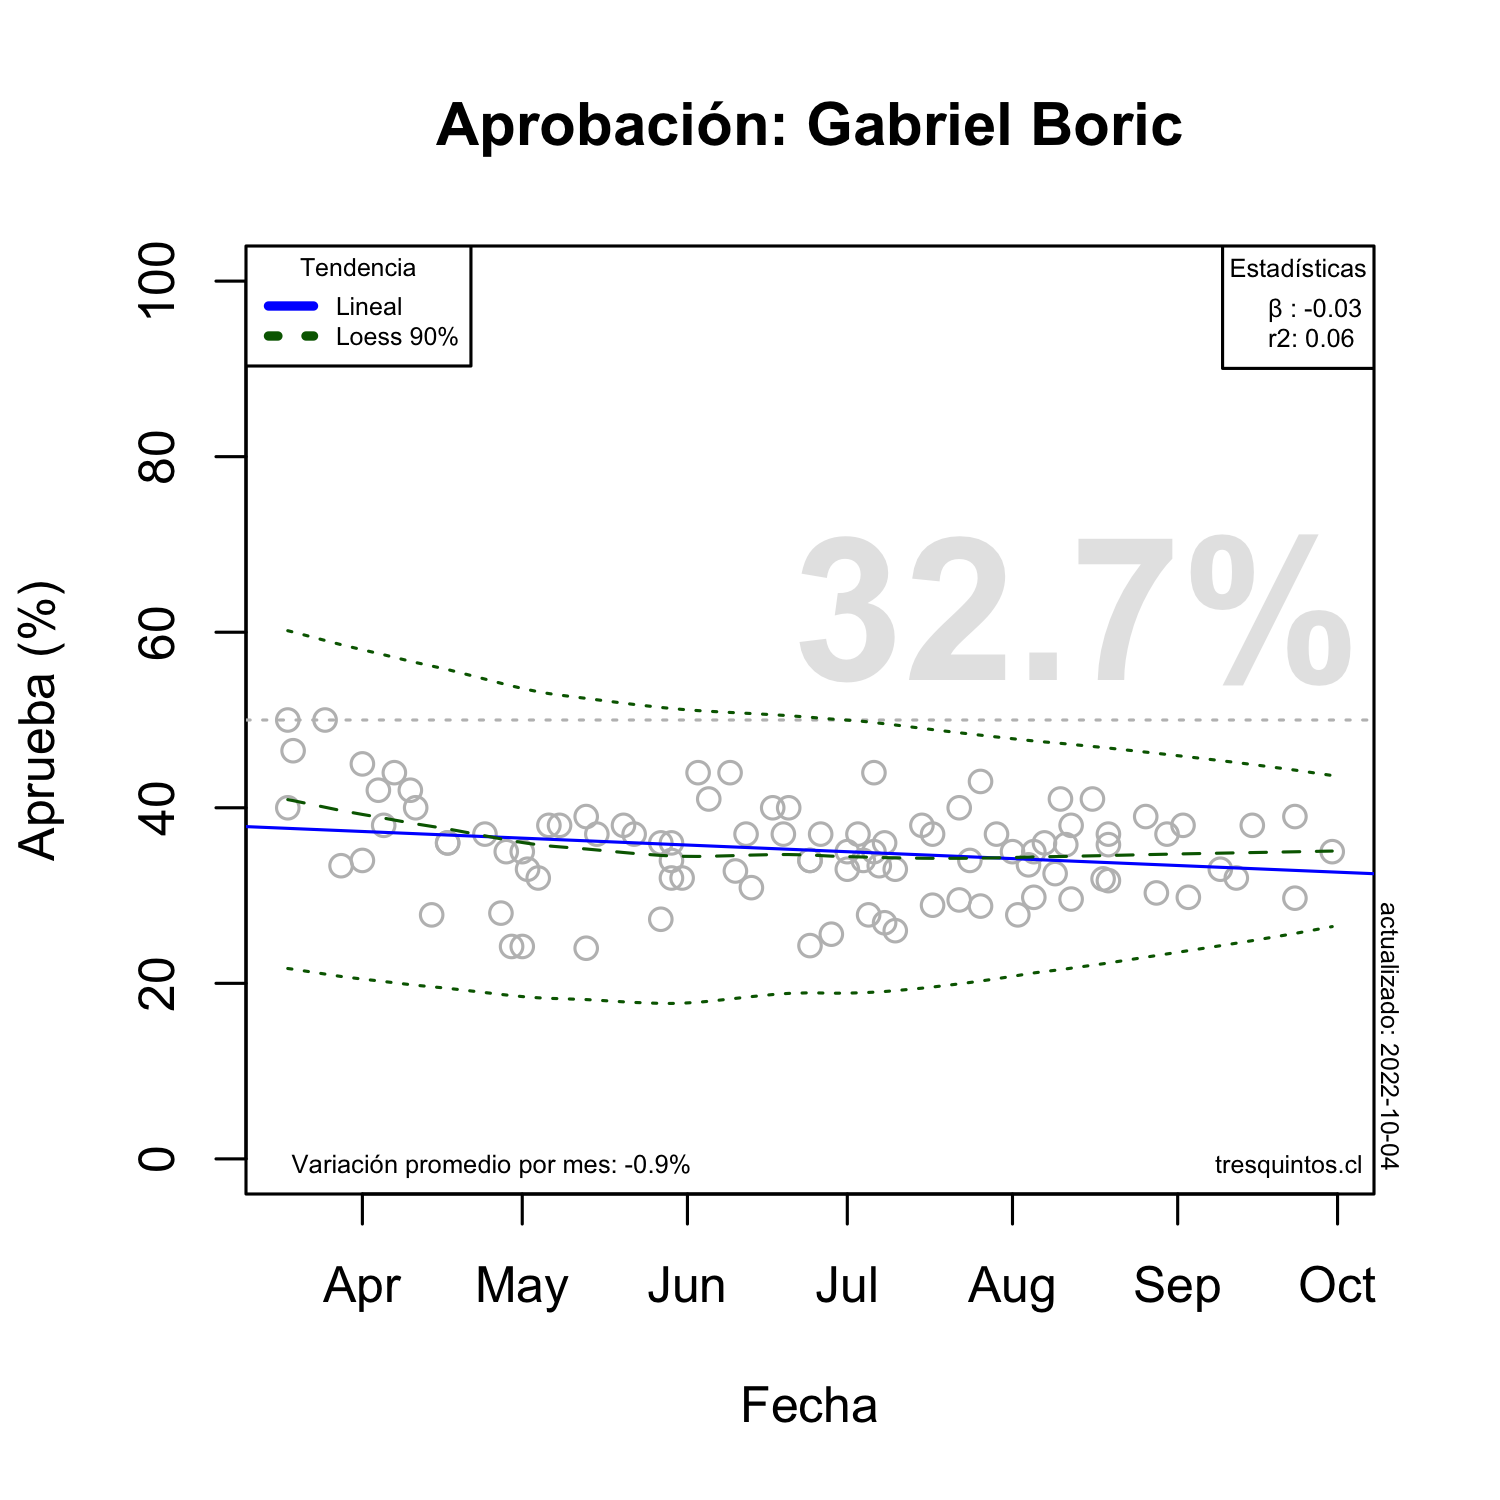 Aprobación: Gabriel Boric
Tendencia
Lineal
Loess 90%
Estadísticas
β : -0.03
r2: 0.06
32.7%
Aprueba (%)
100
80
60
40
20
0
Variación promedio por mes: -0.9%
tresquintos.cl
actualizado: 2022-10-04
Apr May Jun Jul Aug Sep Oct
Fecha